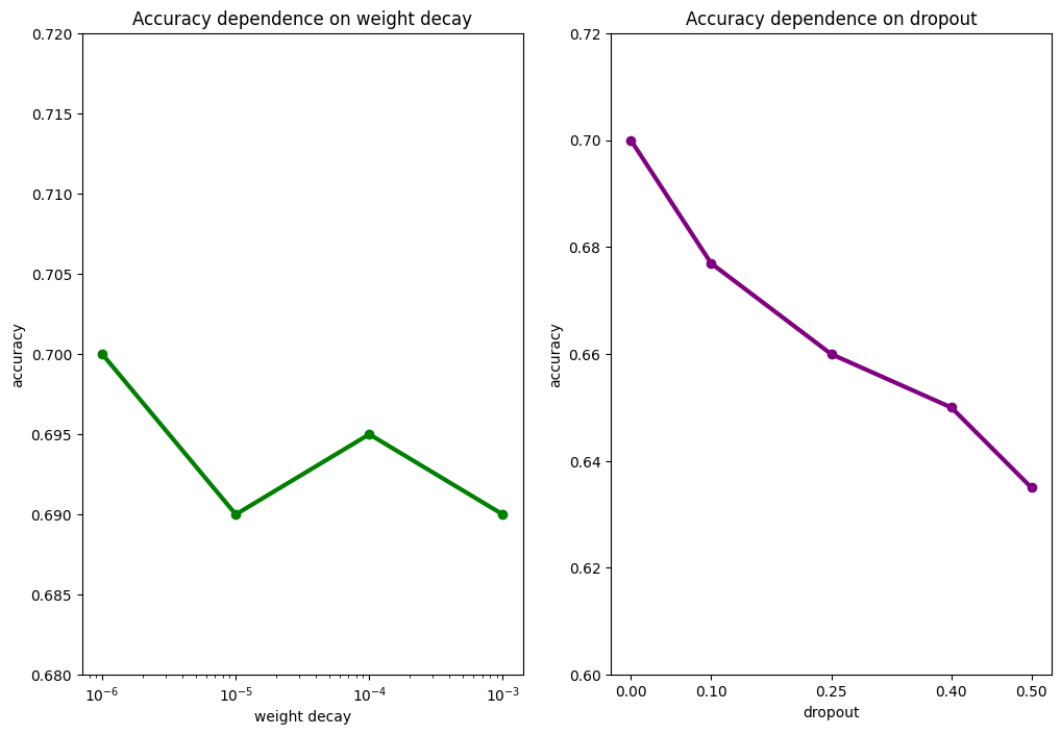 Accuracy dependence on weight decay
0.720
0.715
0.710
0.705
0.700
0.695
0.690
0.685
0.680
accuracy
10⁻⁶ 10⁻⁵ 10⁻⁴ 10⁻³
weight decay
Accuracy dependence on dropout
0.72
0.70
0.68
0.66
0.64
0.62
0.60
accuracy
0.00 0.10 0.25 0.40 0.50
dropout